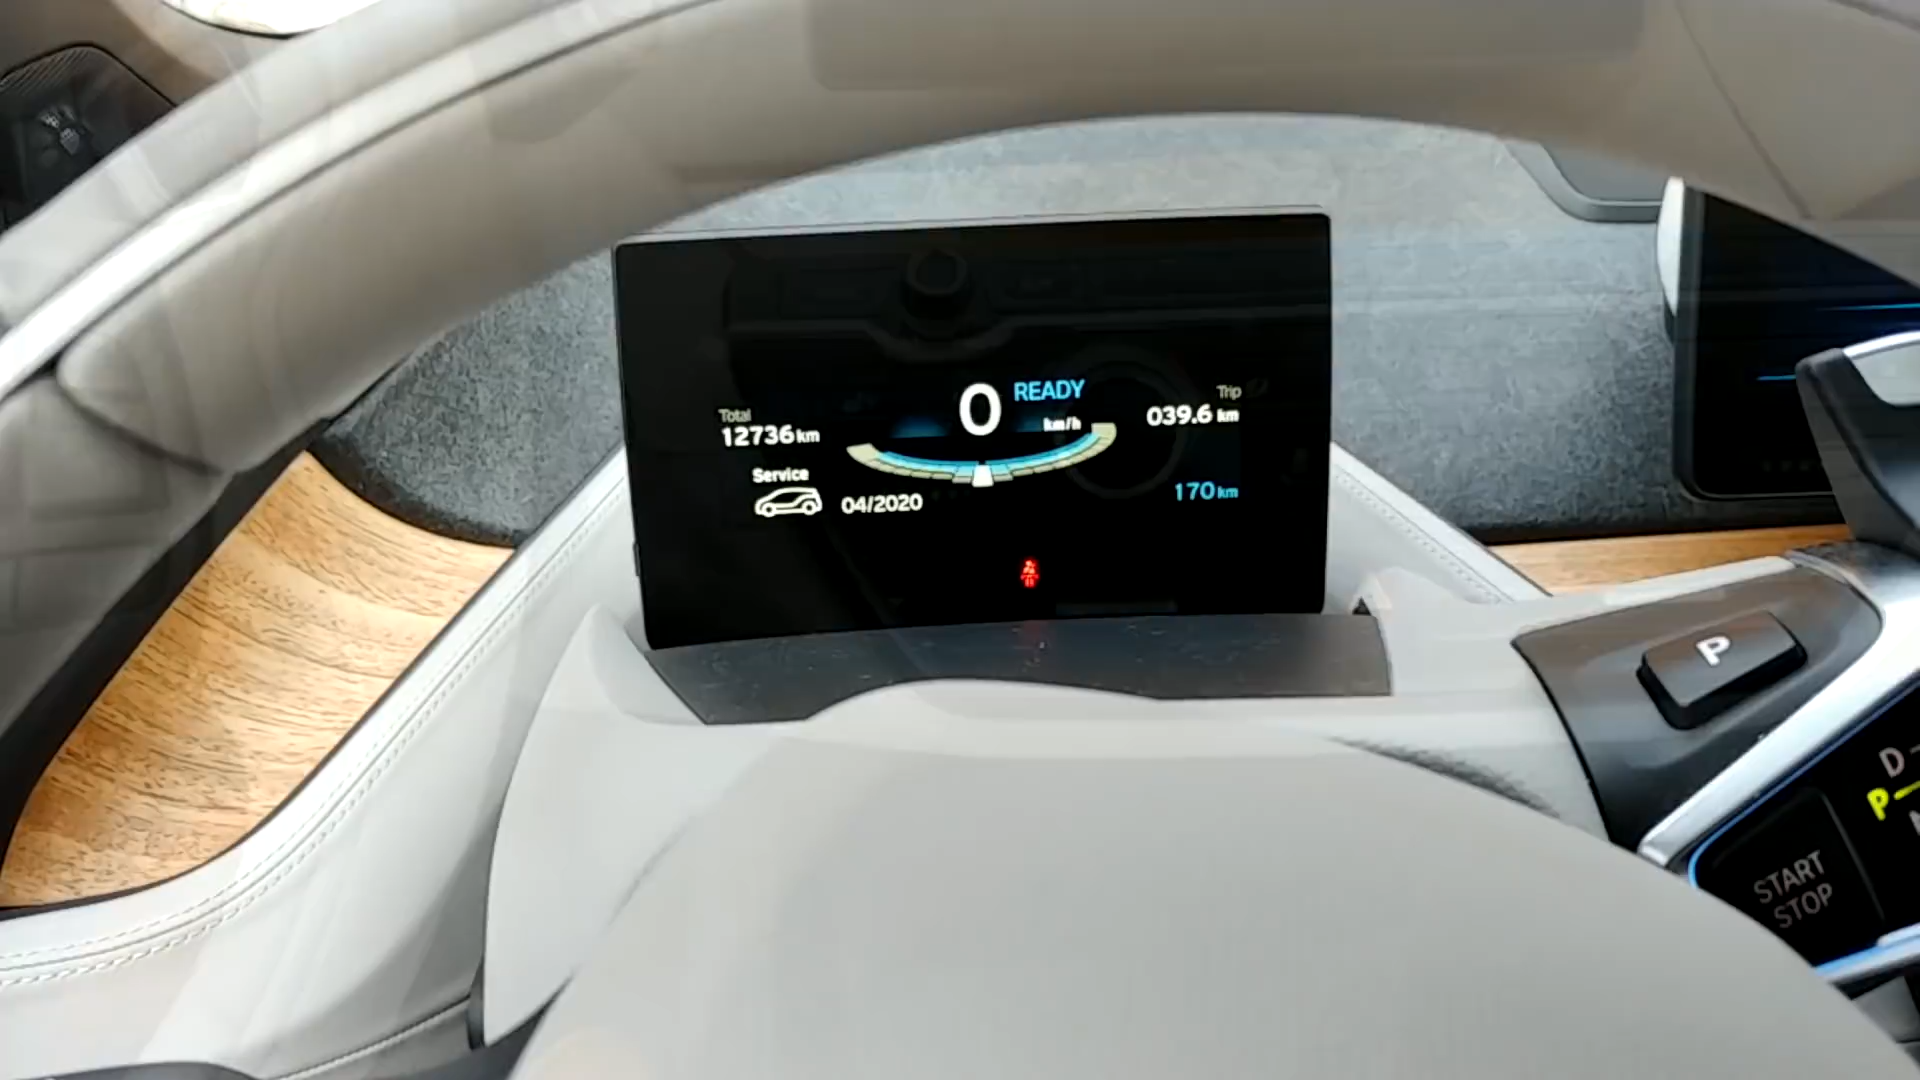 0 READY
km/h
Total
12736 km
Trip
039.6 km
Service
04/2020
170 km
P
D
P
START
STOP